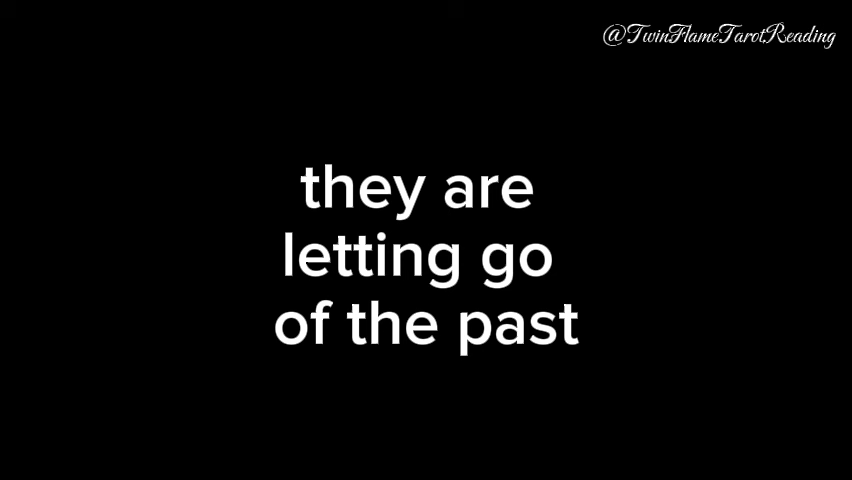 @TwinFlameTarotReading
they are
letting go
of the past